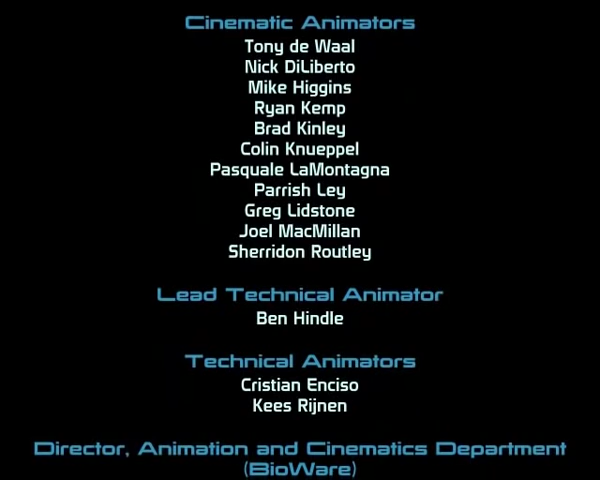 Cinematic Animators
Tony de Waal
Nick DiLiberto
Mike Higgins
Ryan Kemp
Brad Kinley
Colin Knueppel
Pasquale LaMontagna
Parrish Ley
Greg Lidstone
Joel MacMillan
Sherridon Routley
Lead Technical Animator
Ben Hindle
Technical Animators
Cristian Enciso
Kees Rijnen
Director, Animation and Cinematics Department
(BioWare)